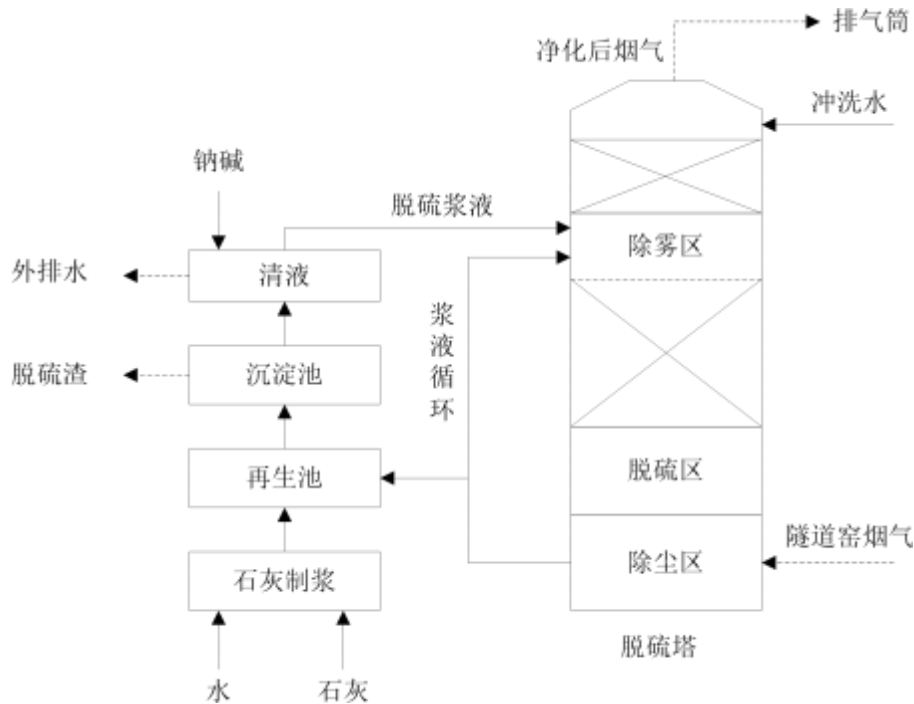 排气筒
净化后烟气
冲洗水
钠碱
脱硫浆液
外排水
清液
除雾区
浆液循环
脱硫渣
沉淀池
再生池
脱硫区
石灰制浆
除尘区
隧道窑烟气
脱硫塔
水
石灰